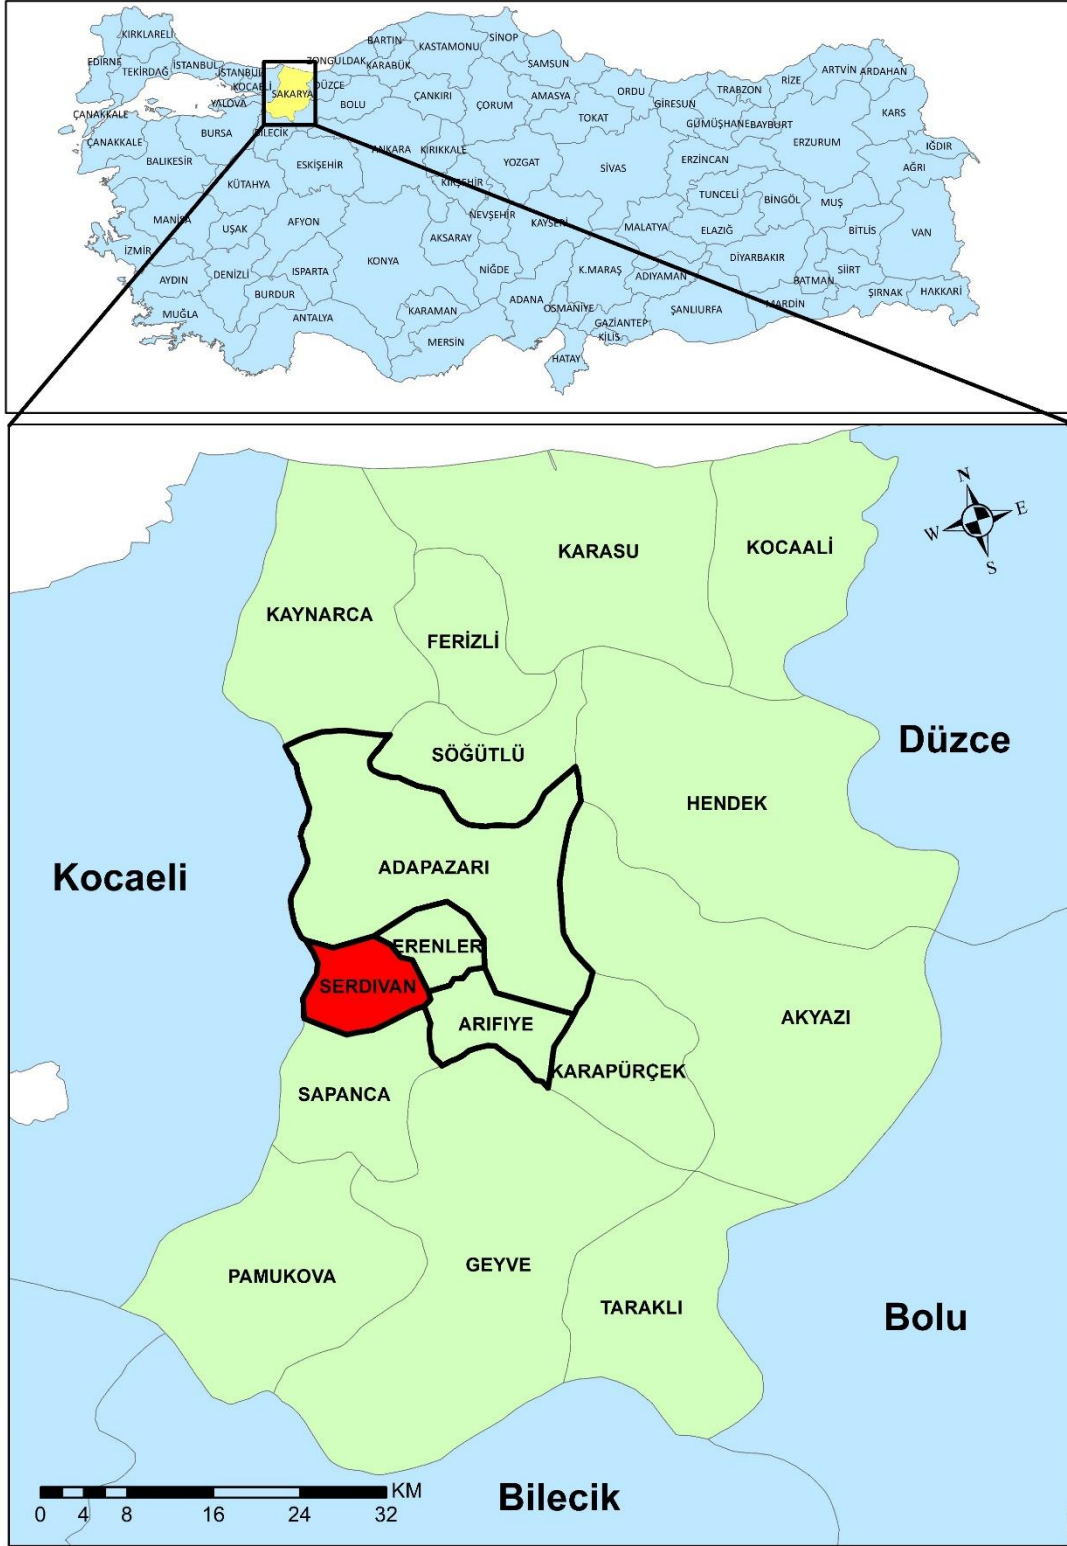 KIRKLARELİ
EDİRNE
TEKİRDAĞ
İSTANBUL
İSTANBUL
KOCAELİ
YALOVA
SAKARYA
DÜZCE
ZONGULDAK
BARTIN
KARABÜK
KASTAMONU
SİNOP
SAMSUN
ORDU
GİRESUN
TRABZON
RİZE
ARTVİN
ARDAHAN
KARS
IĞDIR
AĞRI
ÇANAKKALE
ÇANAKKALE
BURSA
BİLECİK
BOLU
ÇANKIRI
ÇORUM
AMASYA
TOKAT
GÜMÜŞHANE
BAYBURT
ERZURUM
ERZİNCAN
BALIKESİR
KÜTAHYA
ESKİŞEHİR
ANKARA
KIRIKKALE
KIRŞEHİR
YOZGAT
SİVAS
TUNCELİ
BİNGÖL
MUŞ
BİTLİS
VAN
MANİSA
UŞAK
AFYON
KONYA
AKSARAY
NEVŞEHİR
KAYSERİ
MALATYA
ELAZIĞ
DİYARBAKIR
BATMAN
SİİRT
ŞIRNAK
HAKKARİ
İZMİR
AYDIN
DENİZLİ
ISPARTA
BURDUR
NİĞDE
K.MARAŞ
ADIYAMAN
ŞANLIURFA
MARDİN
MUĞLA
ANTALYA
KARAMAN
MERSİN
ADANA
OSMANİYE
GAZİANTEP
KİLİS
HATAY
N
E
W
S
KARASU
KOCAALİ
KAYNARCA
FERİZLİ
SÖĞÜTLÜ
HENDEK
Düzce
ADAPAZARI
Kocaeli
ERENLER
SERDIVAN
ARIFIYE
AKYAZI
KARAPÜRÇEK
SAPANCA
GEYVE
PAMUKOVA
TARAKLI
Bolu
Bilecik
KM
0 4 8 16 24 32